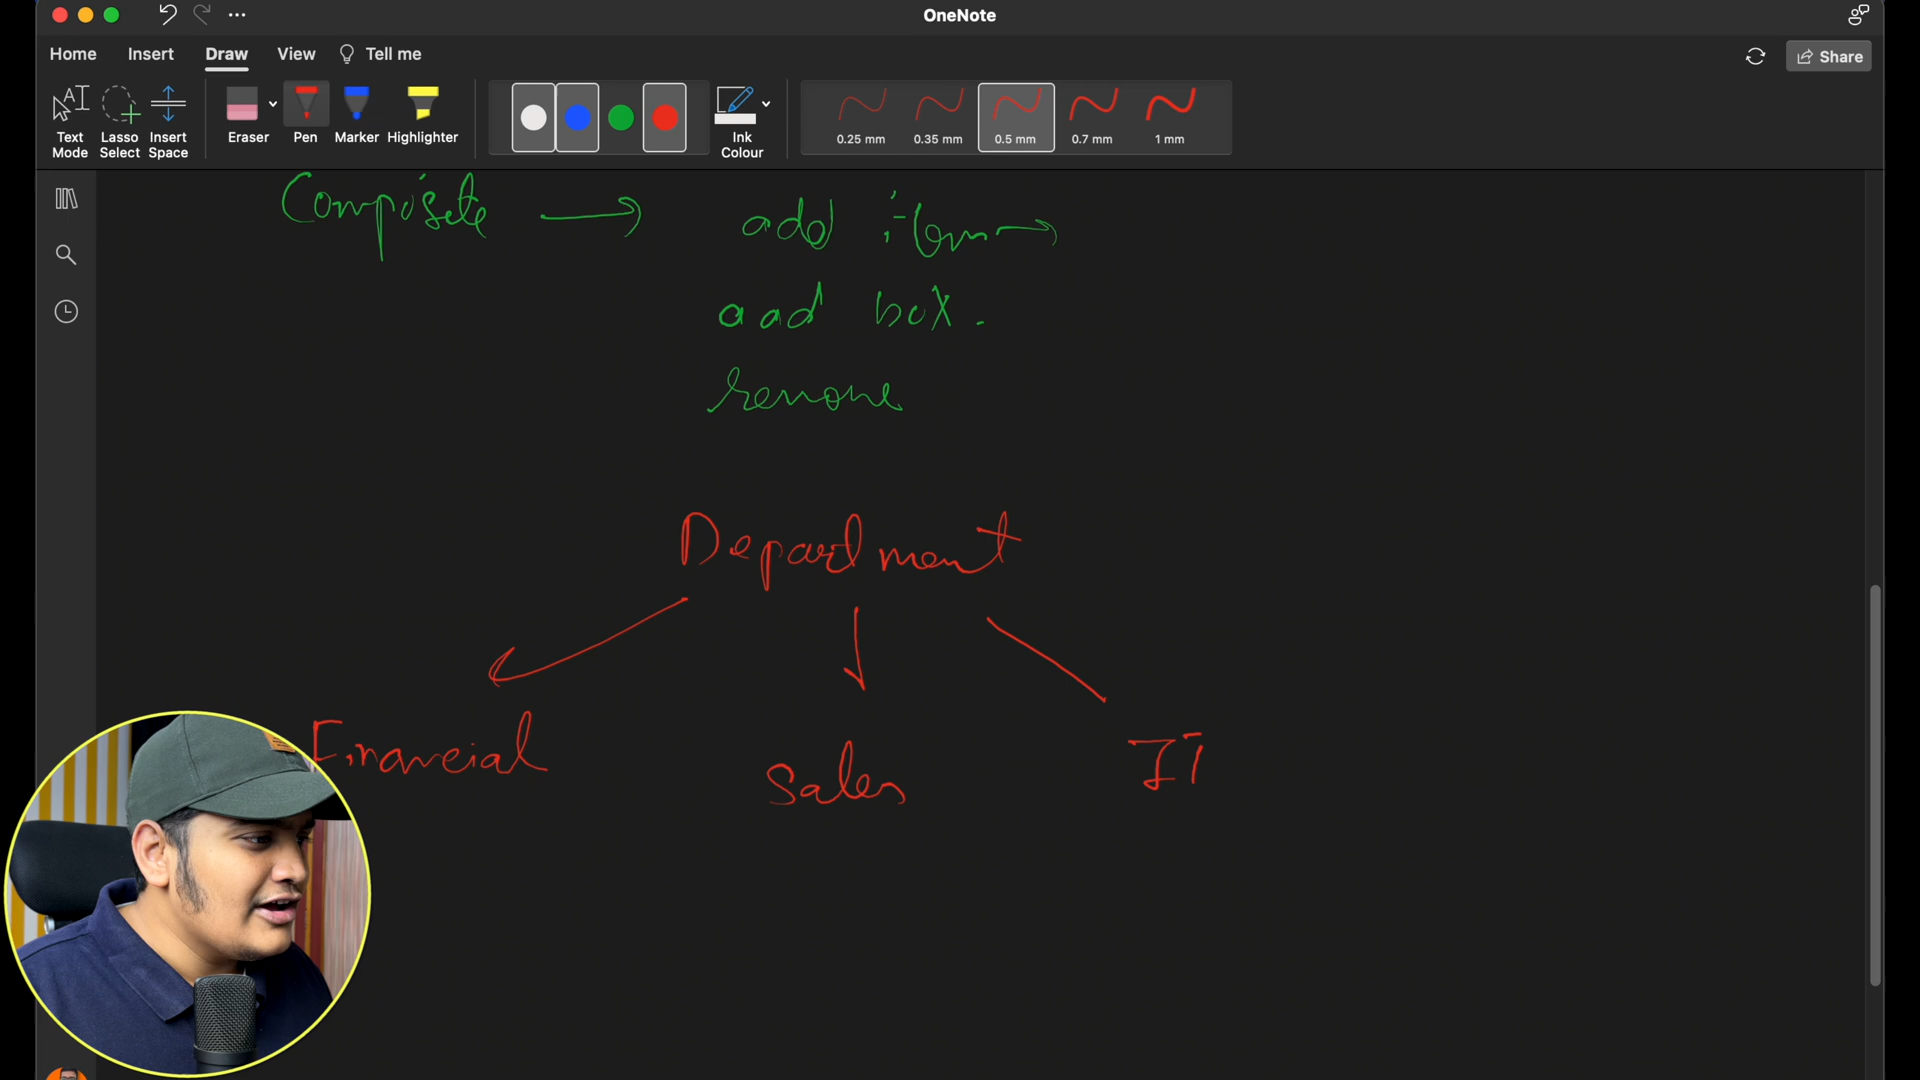 OneNote
Home Insert Draw View Tell me
Share
Text Mode
Lasso Select
Insert Space
Eraser
Pen
Marker
Highlighter
Ink Colour
0.25 mm
0.35 mm
0.5 mm
0.7 mm
1 mm
Composite → add item →
add box.
remove
Department
Financial
Sales
IT